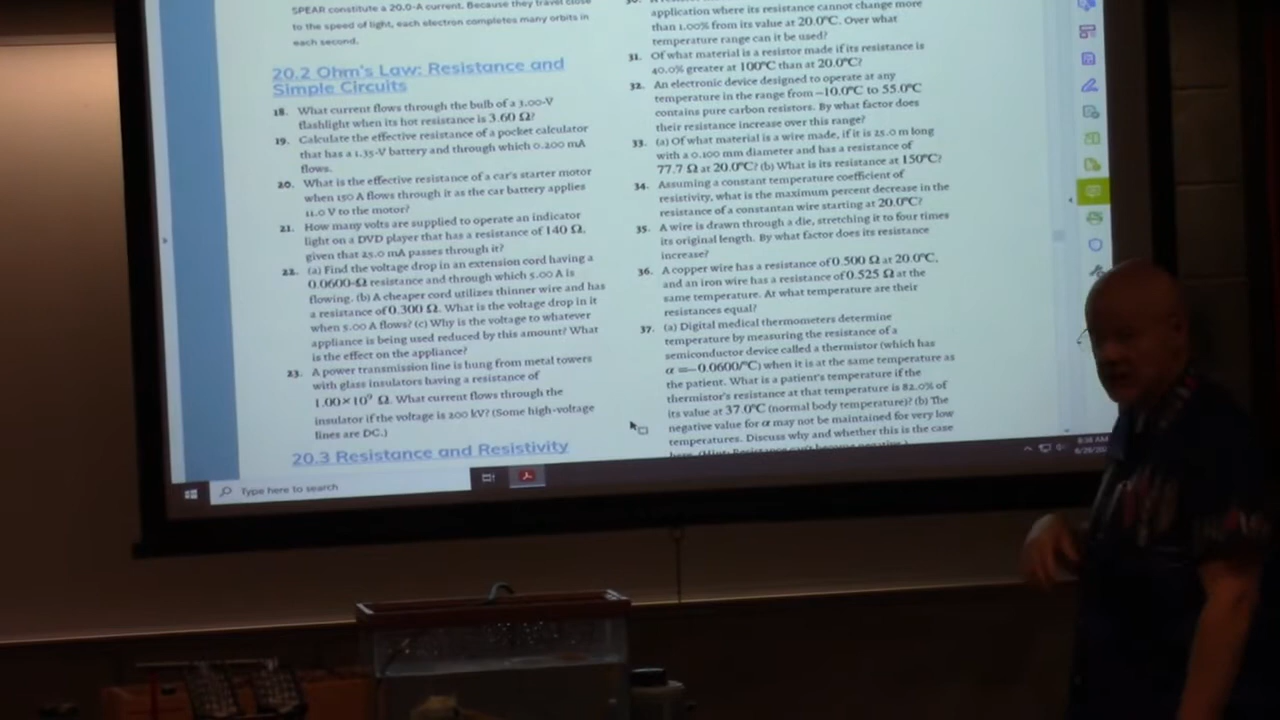 SPEAR constitute a 20.0-A current. Because they travel close
to the speed of light, each electron completes many orbits in
each second.
20.2 Ohm's Law: Resistance and
Simple Circuits
18. What current flows through the bulb of a 3.00-V
flashlight when its hot resistance is 3.60 Ω?
19. Calculate the effective resistance of a pocket calculator
that has a 1.35-V battery and through which 0.200 mA
flows.
20. What is the effective resistance of a car's starter motor
when 150 A flows through it as the car battery applies
11.0 V to the motor?
21. How many volts are supplied to operate an indicator
light on a DVD player that has a resistance of 140 Ω,
given that 25.0 mA passes through it?
22. (a) Find the voltage drop in an extension cord having a
0.0600-Ω resistance and through which 5.00 A is
flowing. (b) A cheaper cord utilizes thinner wire and has
a resistance of 0.300 Ω. What is the voltage drop in it
when 5.00 A flows? (c) Why is the voltage to whatever
appliance is being used reduced by this amount? What
is the effect on the appliance?
23. A power transmission line is hung from metal towers
with glass insulators having a resistance of
1.00×10⁹ Ω. What current flows through the
insulator if the voltage is 200 kV? (Some high-voltage
lines are DC.)
20.3 Resistance and Resistivity
application where its resistance cannot change more
than 1.00% from its value at 20.0ºC. Over what
temperature range can it be used?
31. Of what material is a resistor made if its resistance is
40.0% greater at 100ºC than at 20.0ºC?
32. An electronic device designed to operate at any
temperature in the range from –10.0ºC to 55.0ºC
contains pure carbon resistors. By what factor does
their resistance increase over this range?
33. (a) Of what material is a wire made, if it is 25.0 m long
with a 0.100 mm diameter and has a resistance of
77.7 Ω at 20.0ºC? (b) What is its resistance at 150ºC?
34. Assuming a constant temperature coefficient of
resistivity, what is the maximum percent decrease in the
resistance of a constantan wire starting at 20.0ºC?
35. A wire is drawn through a die, stretching it to four times
its original length. By what factor does its resistance
increase?
36. A copper wire has a resistance of 0.500 Ω at 20.0ºC,
and an iron wire has a resistance of 0.525 Ω at the
same temperature. At what temperature are their
resistances equal?
37. (a) Digital medical thermometers determine
temperature by measuring the resistance of a
semiconductor device called a thermistor (which has
α = –0.0600/ºC) when it is at the same temperature as
the patient. What is a patient's temperature if the
thermistor's resistance at that temperature is 82.0% of
its value at 37.0ºC (normal body temperature)? (b) The
negative value for α may not be maintained for very low
temperatures. Discuss why and whether this is the case
Type here to search